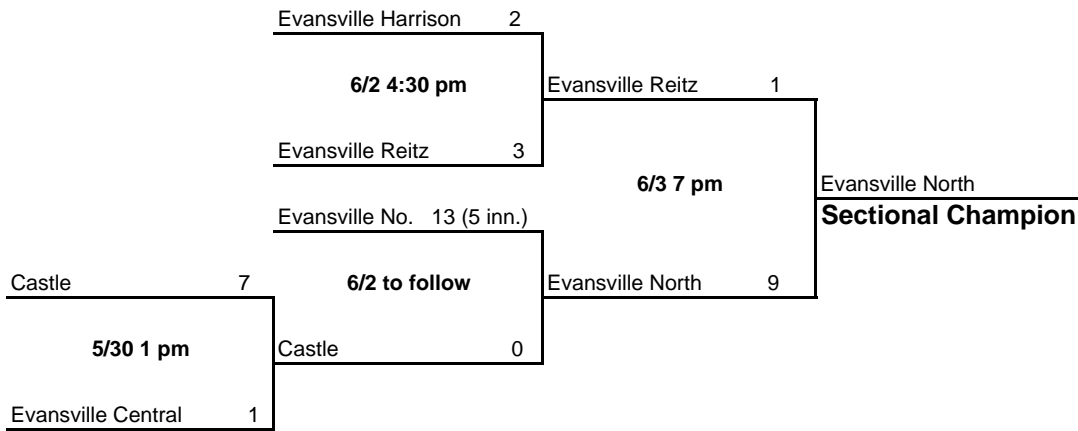 Evansville Harrison 2
6/2 4:30 pm
Evansville Reitz 1
Evansville Reitz 3
6/3 7 pm
Evansville North
Sectional Champion
Evansville No. 13 (5 inn.)
Castle 7
6/2 to follow
Evansville North 9
5/30 1 pm
Castle 0
Evansville Central 1